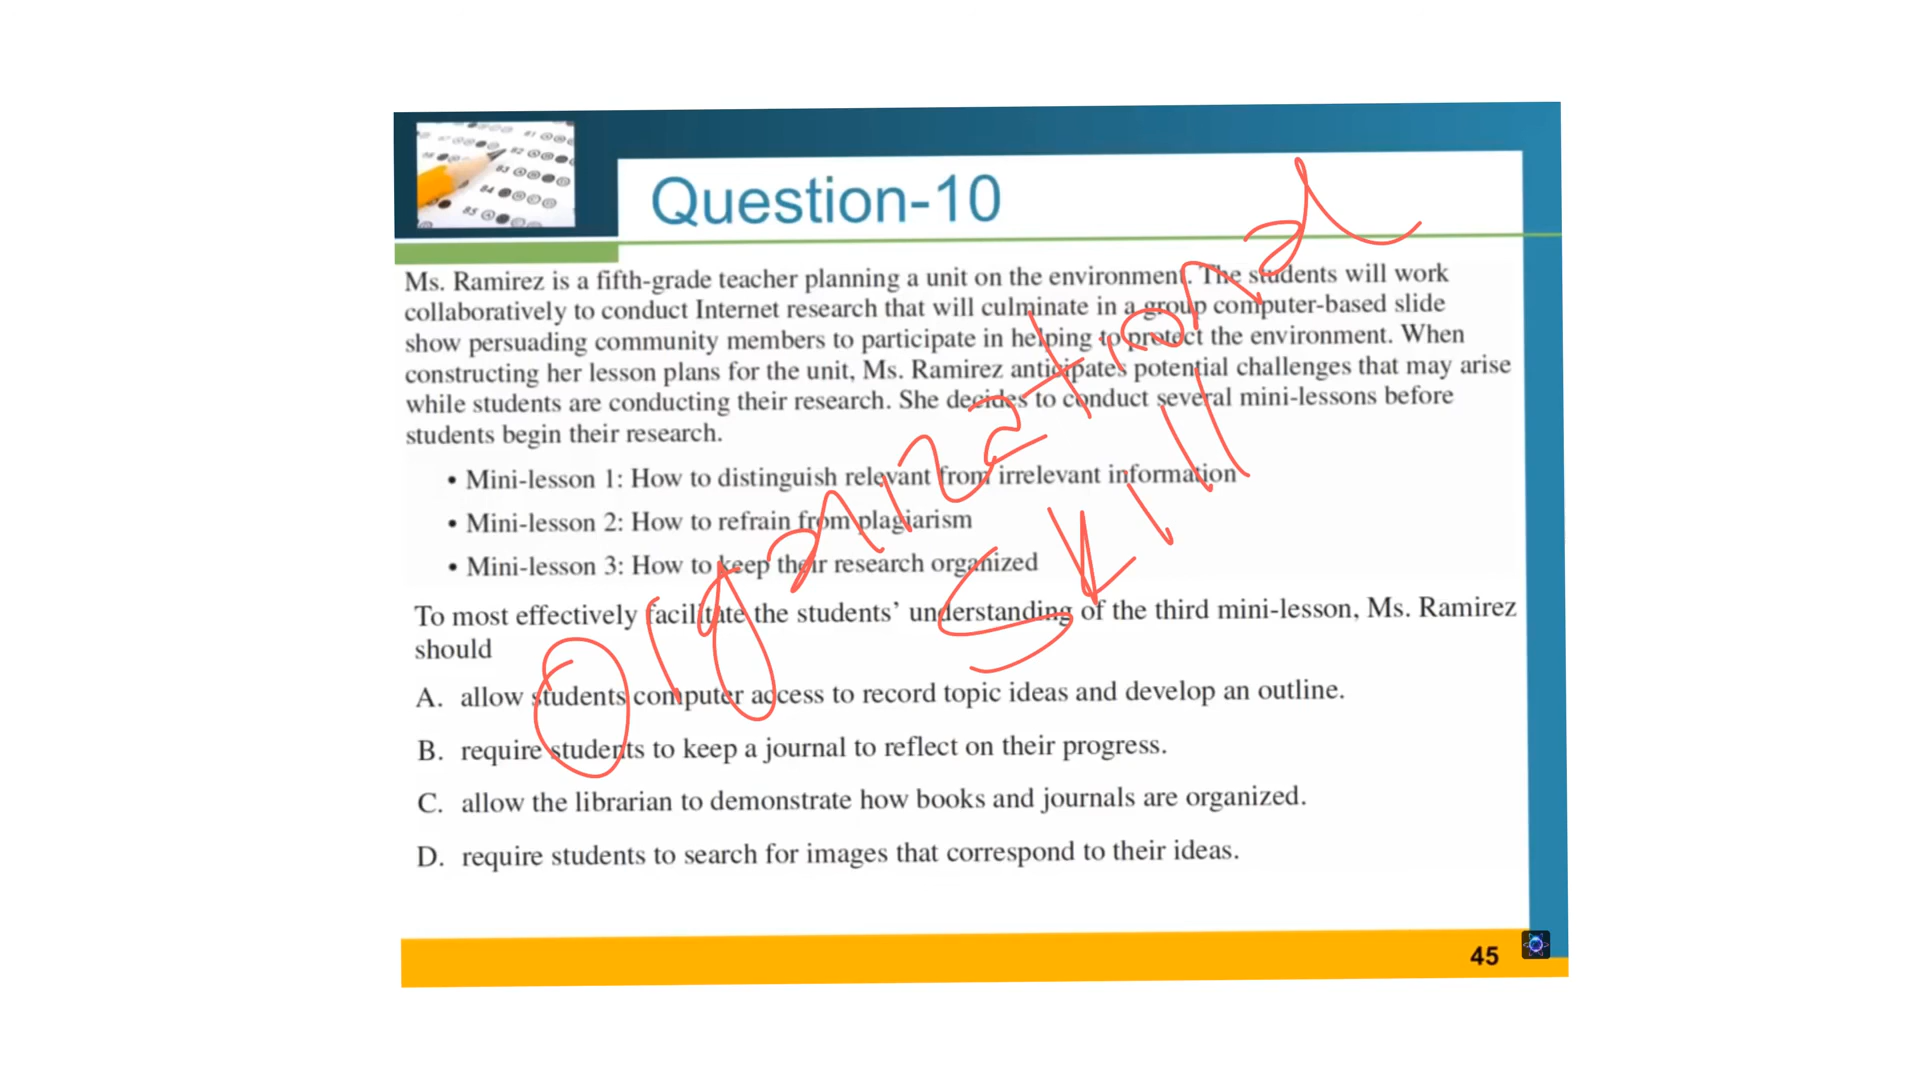 Question-10
Ms. Ramirez is a fifth-grade teacher planning a unit on the environment. The students will work
collaboratively to conduct Internet research that will culminate in a group computer-based slide
show persuading community members to participate in helping to protect the environment. When
constructing her lesson plans for the unit, Ms. Ramirez anticipates potential challenges that may arise
while students are conducting their research. She decides to conduct several mini-lessons before
students begin their research.
• Mini-lesson 1: How to distinguish relevant from irrelevant information
• Mini-lesson 2: How to refrain from plagiarism
• Mini-lesson 3: How to keep their research organized
To most effectively facilitate the students’ understanding of the third mini-lesson, Ms. Ramirez
should
A. allow students computer access to record topic ideas and develop an outline.
B. require students to keep a journal to reflect on their progress.
C. allow the librarian to demonstrate how books and journals are organized.
D. require students to search for images that correspond to their ideas.
Organizational
Skill
45